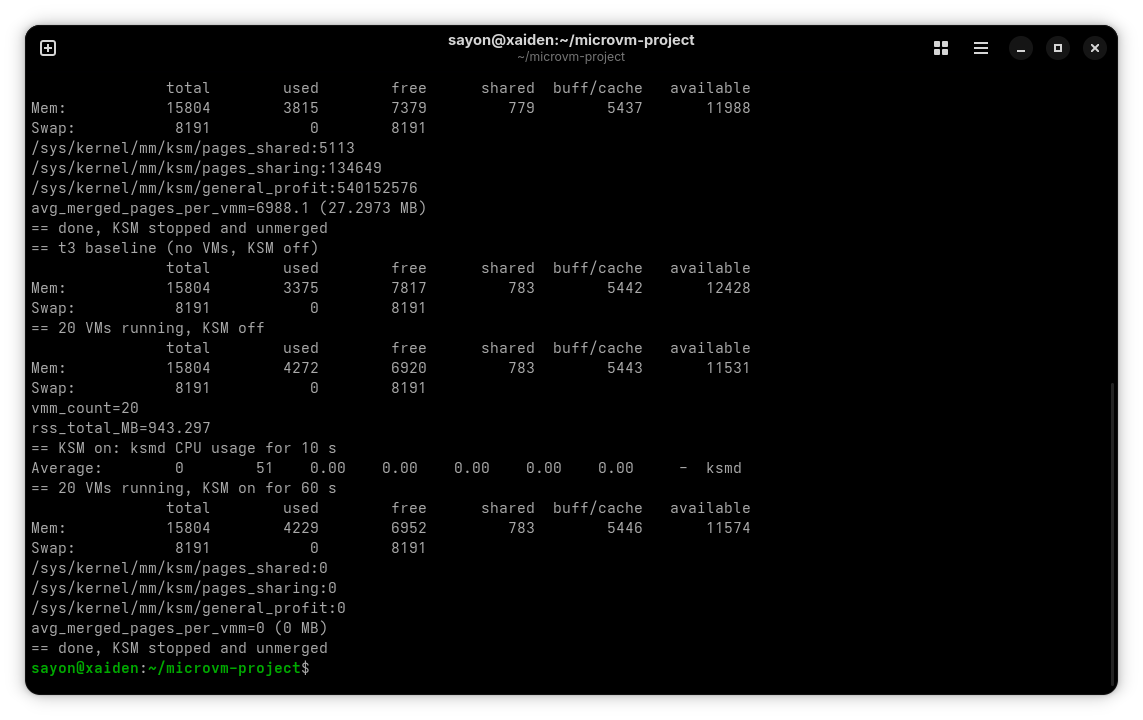 sayon@xaiden:~/microvm-project
~/microvm-project
               total        used        free      shared  buff/cache   available
Mem:           15804        3815        7379         779        5437       11988
Swap:           8191           0        8191
/sys/kernel/mm/ksm/pages_shared:5113
/sys/kernel/mm/ksm/pages_sharing:134649
/sys/kernel/mm/ksm/general_profit:540152576
avg_merged_pages_per_vmm=6988.1 (27.2973 MB)
== done, KSM stopped and unmerged
== t3 baseline (no VMs, KSM off)
               total        used        free      shared  buff/cache   available
Mem:           15804        3375        7817         783        5442       12428
Swap:           8191           0        8191
== 20 VMs running, KSM off
               total        used        free      shared  buff/cache   available
Mem:           15804        4272        6920         783        5443       11531
Swap:           8191           0        8191
vmm_count=20
rss_total_MB=943.297
== KSM on: ksmd CPU usage for 10 s
Average:        0        51    0.00    0.00    0.00    0.00    0.00     -  ksmd
== 20 VMs running, KSM on for 60 s
               total        used        free      shared  buff/cache   available
Mem:           15804        4229        6952         783        5446       11574
Swap:           8191           0        8191
/sys/kernel/mm/ksm/pages_shared:0
/sys/kernel/mm/ksm/pages_sharing:0
/sys/kernel/mm/ksm/general_profit:0
avg_merged_pages_per_vmm=0 (0 MB)
== done, KSM stopped and unmerged
sayon@xaiden:~/microvm-project$